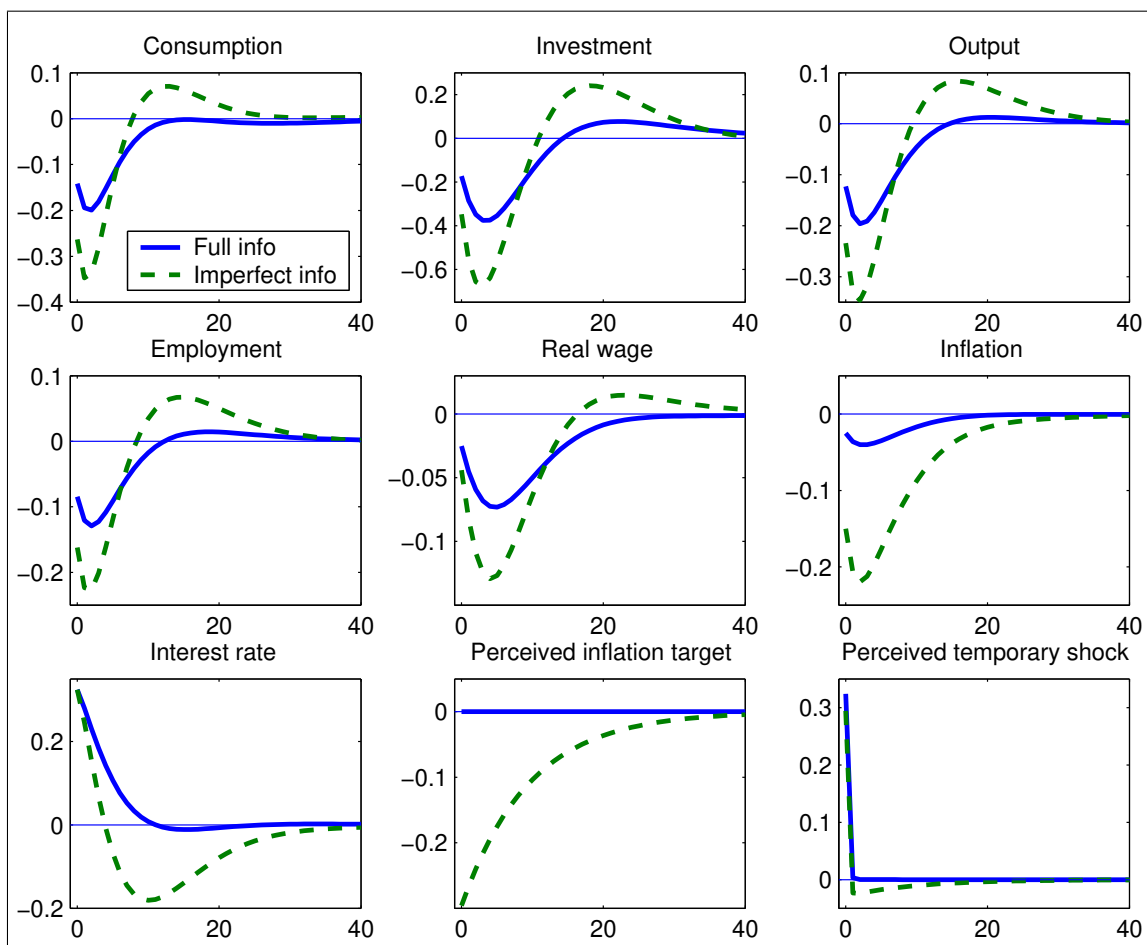 Consumption
Investment
Output
0.1
0
−0.1
−0.2
−0.3
−0.4
0 20 40
Full info
Imperfect info
0.2
0
−0.2
−0.4
−0.6
0 20 40
0.1
0
−0.1
−0.2
−0.3
0 20 40
Employment
Real wage
Inflation
0.1
0
−0.1
−0.2
0 20 40
0
−0.05
−0.1
0 20 40
0
−0.1
−0.2
0 20 40
Interest rate
Perceived inflation target
Perceived temporary shock
0.2
0
−0.2
0 20 40
0
−0.1
−0.2
0 20 40
0.3
0.2
0.1
0
0 20 40